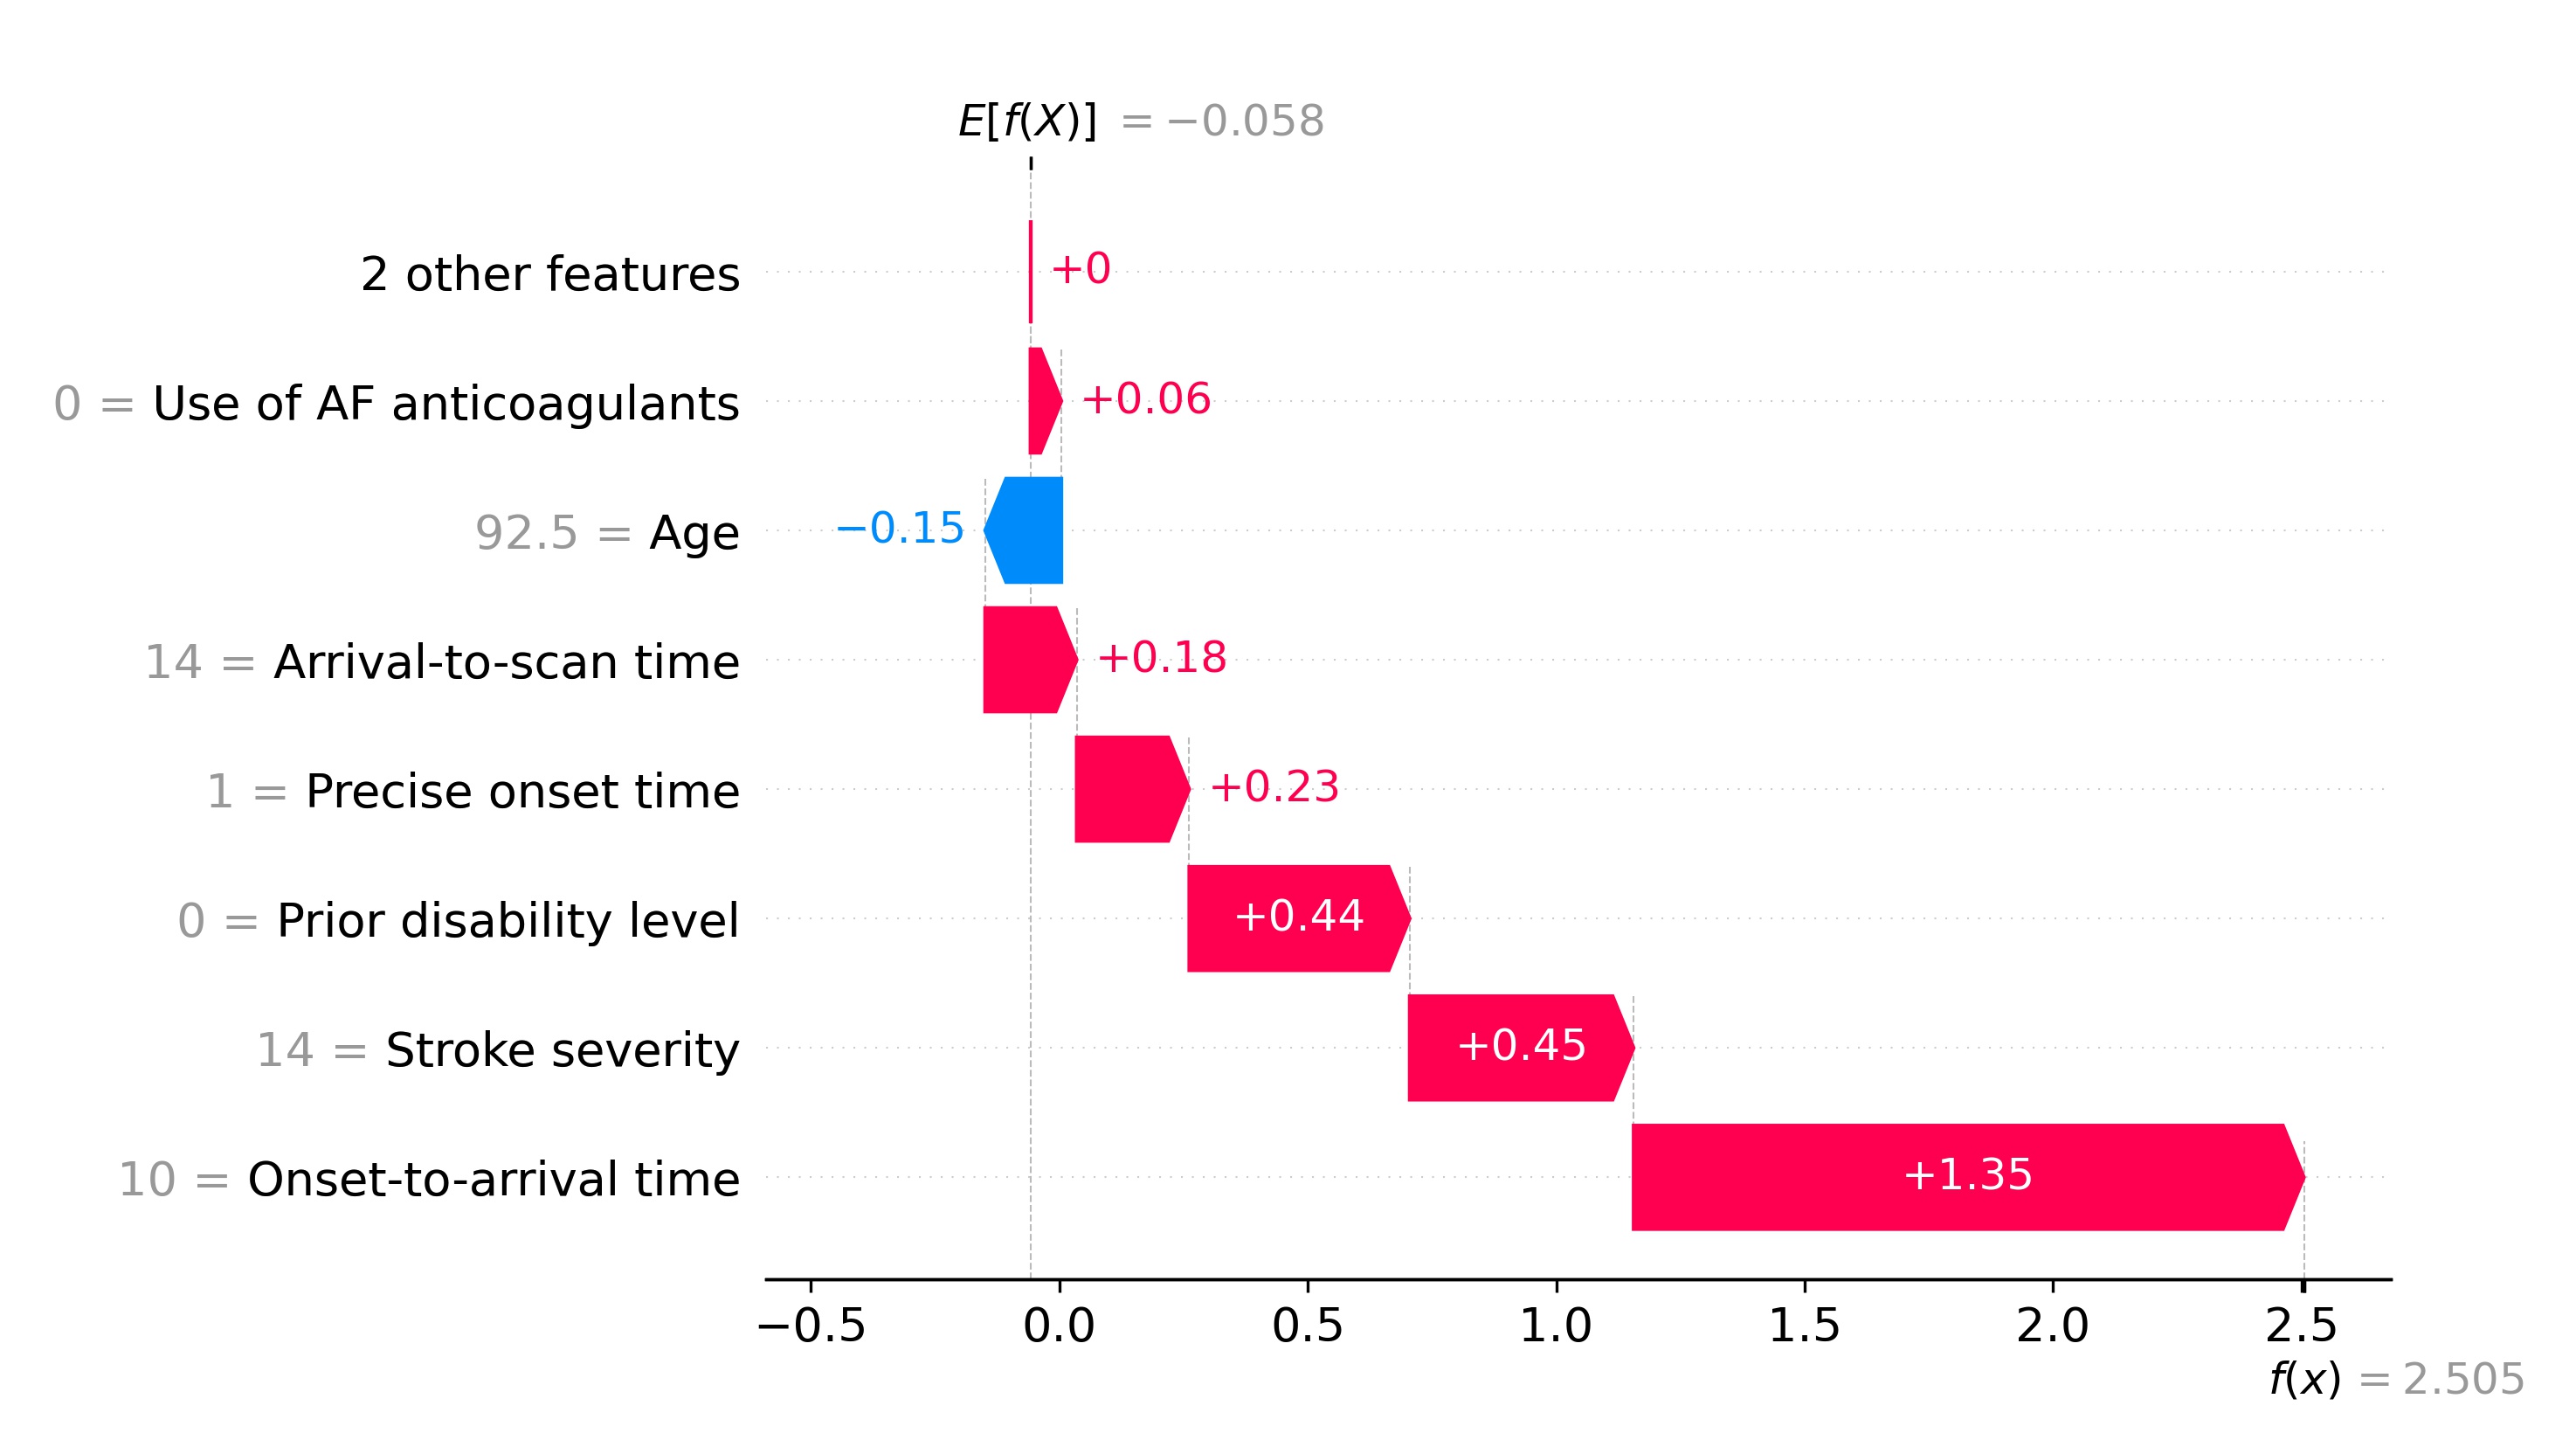 E[f(X)] = −0.058
2 other features +0
0 = Use of AF anticoagulants +0.06
92.5 = Age −0.15
14 = Arrival-to-scan time +0.18
1 = Precise onset time +0.23
0 = Prior disability level +0.44
14 = Stroke severity +0.45
10 = Onset-to-arrival time +1.35
−0.5 0.0 0.5 1.0 1.5 2.0 2.5
f(x) = 2.505